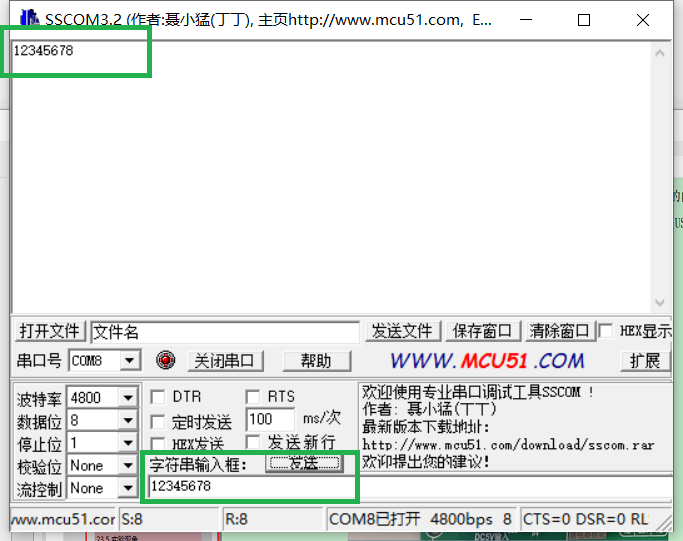 SSCOM3.2 (作者:聂小猛(丁丁), 主页http://www.mcu51.com, E...
12345678
打开文件 文件名 发送文件 保存窗口 清除窗口 HEX显示
串口号 COM8 关闭串口 帮助 WWW.MCU51.COM 扩展
波特率 4800 DTR RTS
数据位 8 定时发送 100 ms/次
停止位 1 HEX发送 发送新行
校验位 None 字符串输入框: 发送
流控制 None 12345678
欢迎使用专业串口调试工具SSCOM !
作者: 聂小猛(丁丁)
最新版本下载地址:
http://www.mcu51.com/download/sscom.rar
欢迎提出您的建议!
www.mcu51.cor S:8 R:8 COM8已打开 4800bps 8 CTS=0 DSR=0 RL